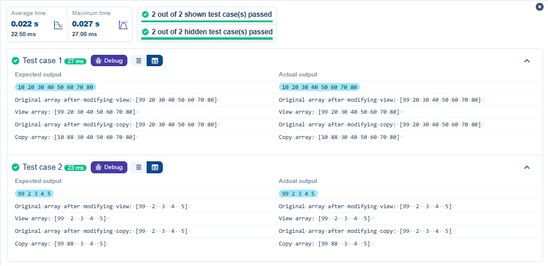 Average time
0.022 s
22.50 ms
Maximum time
0.027 s
27.00 ms
2 out of 2 shown test case(s) passed
2 out of 2 hidden test case(s) passed
Test case 1 27 ms Debug
Expected output
10 20 30 40 50 60 70 80
Original array after modifying view: [99 20 30 40 50 60 70 80]
View array: [99 20 30 40 50 60 70 80]
Original array after modifying copy: [99 20 30 40 50 60 70 80]
Copy array: [10 88 30 40 50 60 70 80]
Actual output
10 20 30 40 50 60 70 80
Original array after modifying view: [99 20 30 40 50 60 70 80]
View array: [99 20 30 40 50 60 70 80]
Original array after modifying copy: [99 20 30 40 50 60 70 80]
Copy array: [10 88 30 40 50 60 70 80]
Test case 2 Debug
Expected output
99 2 3 4 5
Original array after modifying view: [99 2 3 4 5]
View array: [99 2 3 4 5]
Original array after modifying copy: [99 2 3 4 5]
Copy array: [99 88 3 4 5]
Actual output
99 2 3 4 5
Original array after modifying view: [99 2 3 4 5]
View array: [99 2 3 4 5]
Original array after modifying copy: [99 2 3 4 5]
Copy array: [99 88 3 4 5]